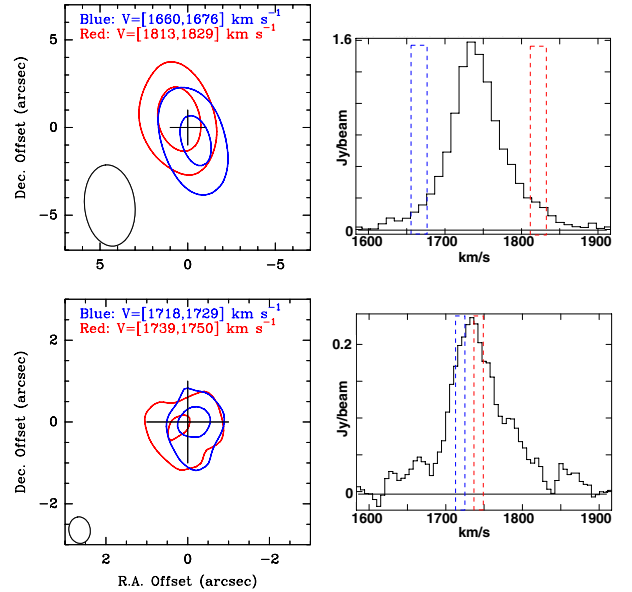 Blue: V=[1660,1676] km s⁻¹
Red: V=[1813,1829] km s⁻¹
Dec. Offset (arcsec)
5
0
−5
5 0 −5
1.6
Jy/beam
0
1600 1700 1800 1900
km/s
Blue: V=[1718,1729] km s⁻¹
Red: V=[1739,1750] km s⁻¹
Dec. Offset (arcsec)
2
0
−2
2 0 −2
R.A. Offset (arcsec)
0.2
Jy/beam
0
1600 1700 1800 1900
km/s